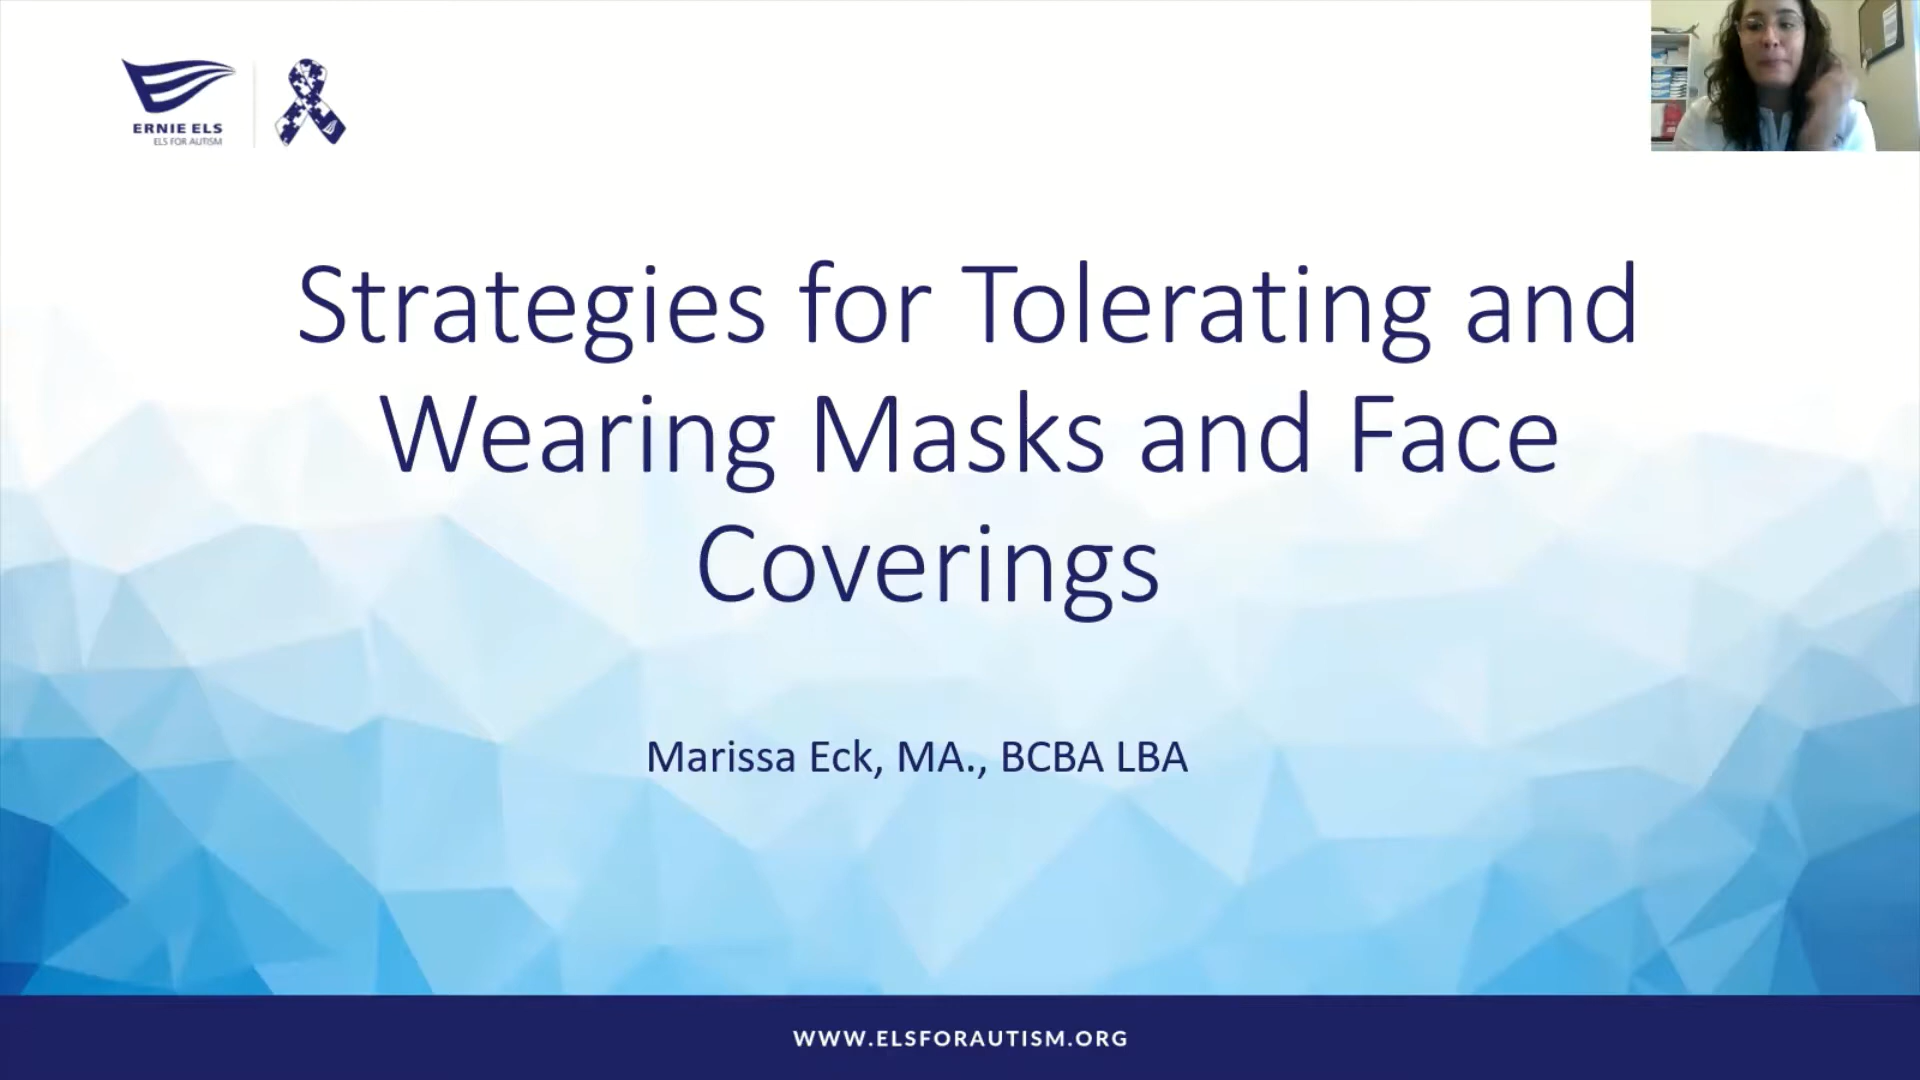 ERNIE ELS
ELS FOR AUTISM
Strategies for Tolerating and
Wearing Masks and Face
Coverings
Marissa Eck, MA., BCBA LBA
WWW.ELSFORAUTISM.ORG